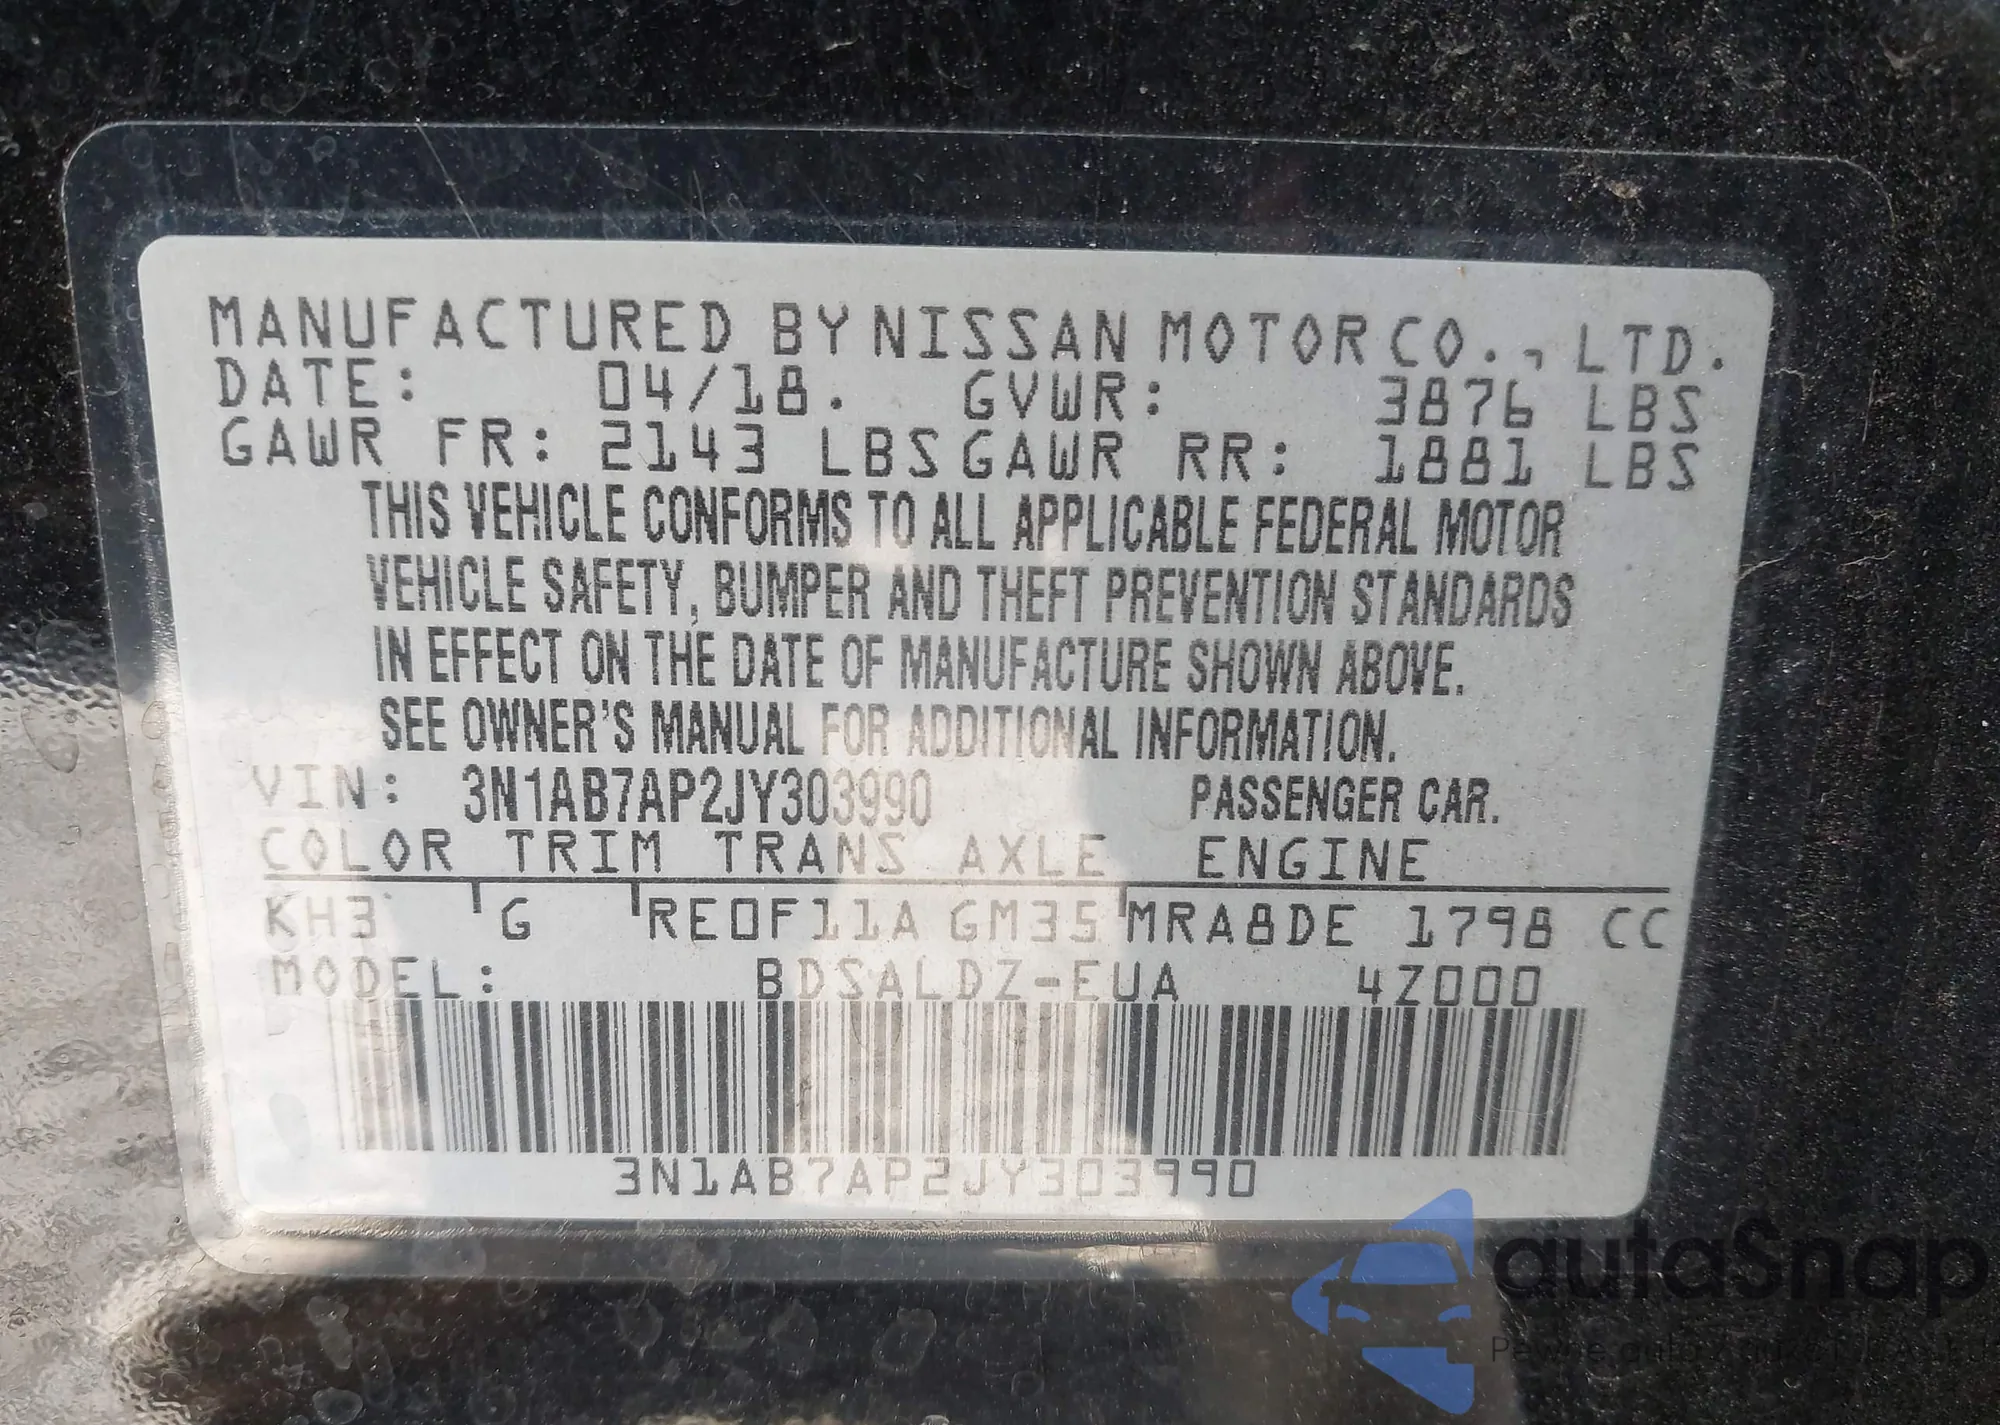 MANUFACTURED BY NISSAN MOTOR CO., LTD.
DATE: 04/18. GVWR: 3876 LBS
GAWR FR: 2143 LBS GAWR RR: 1881 LBS
THIS VEHICLE CONFORMS TO ALL APPLICABLE FEDERAL MOTOR
VEHICLE SAFETY, BUMPER AND THEFT PREVENTION STANDARDS
IN EFFECT ON THE DATE OF MANUFACTURE SHOWN ABOVE.
SEE OWNER'S MANUAL FOR ADDITIONAL INFORMATION.
VIN: 3N1AB7AP2JY303990 PASSENGER CAR.
COLOR TRIM TRANS AXLE ENGINE
KH3 G RE0F11A GM35 MRA8DE 1798 CC
MODEL: BDSALDZ-EUA 4Z000
3N1AB7AP2JY303990
autaSnap
Pewne auta z